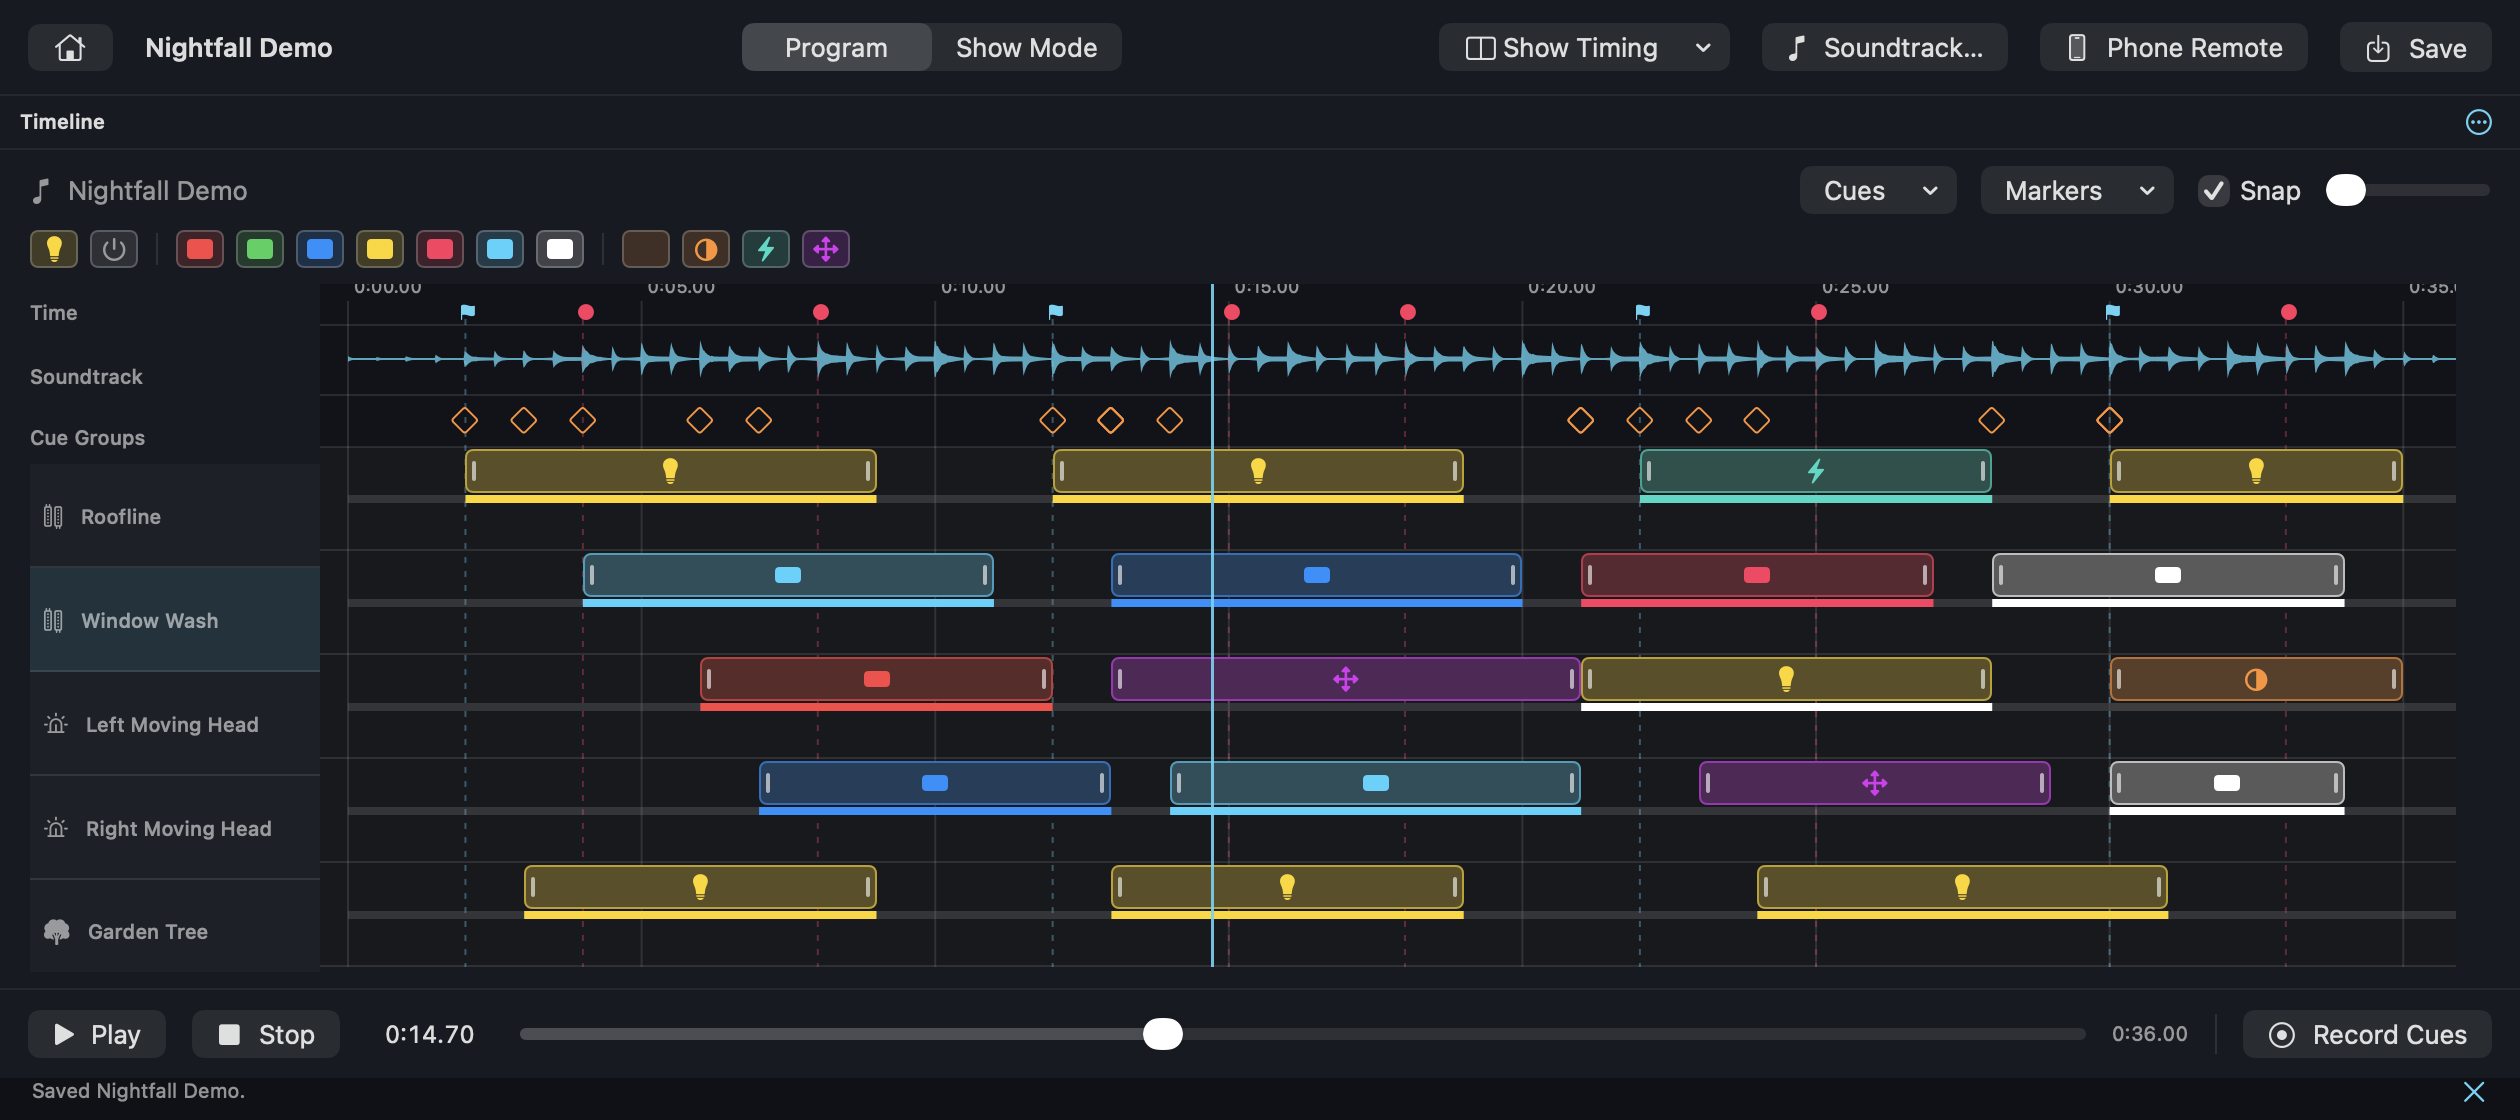 Nightfall Demo
Program
Show Mode
Show Timing
Soundtrack...
Phone Remote
Save
Timeline
Nightfall Demo
Cues
Markers
Snap
0:00.00
0:05.00
0:10.00
0:15.00
0:20.00
0:25.00
0:30.00
0:35.
Time
Soundtrack
Cue Groups
Roofline
Window Wash
Left Moving Head
Right Moving Head
Garden Tree
Play
Stop
0:14.70
0:36.00
Record Cues
Saved Nightfall Demo.